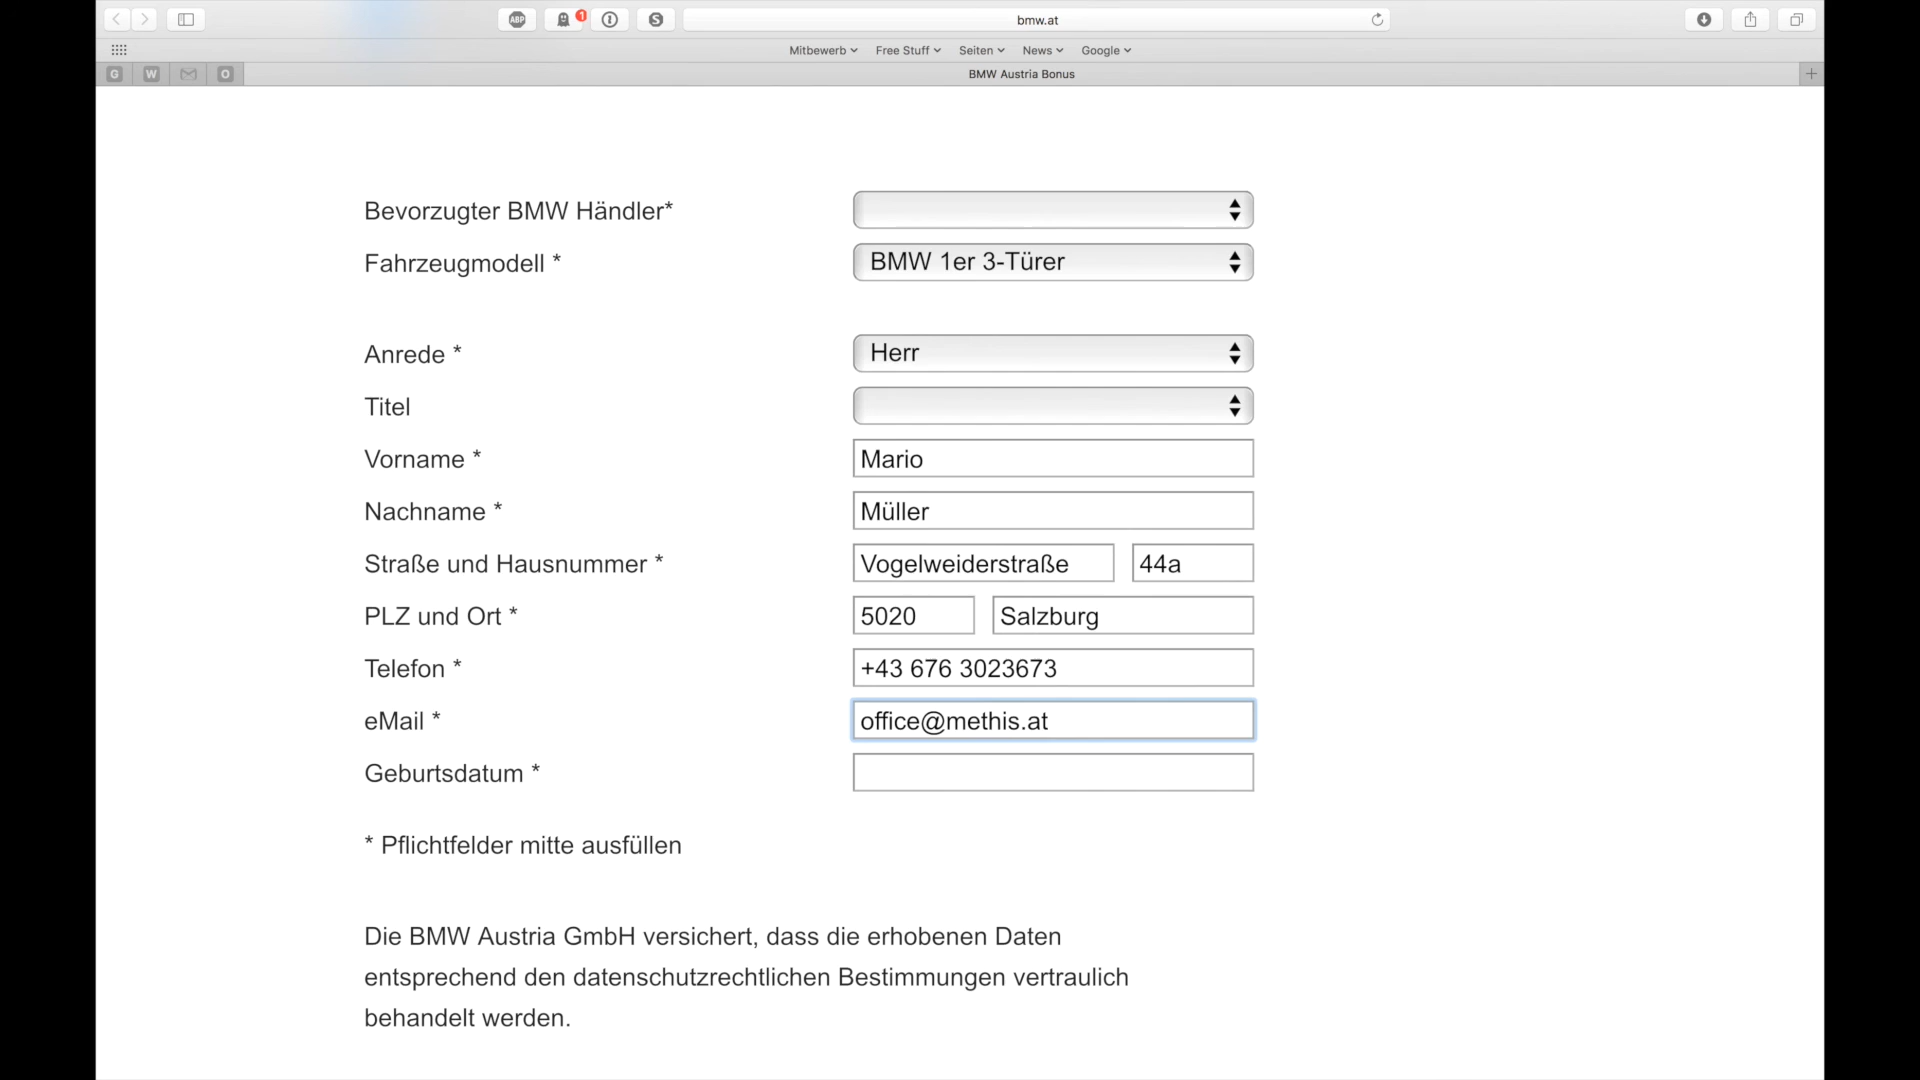 ABP
1
S
bmw.at
Mitbewerb
Free Stuff
Seiten
News
Google
G
W
O
BMW Austria Bonus
Bevorzugter BMW Händler*
Fahrzeugmodell *
BMW 1er 3-Türer
Anrede *
Herr
Titel
Vorname *
Mario
Nachname *
Müller
Straße und Hausnummer *
Vogelweiderstraße
44a
PLZ und Ort *
5020
Salzburg
Telefon *
+43 676 3023673
eMail *
office@methis.at
Geburtsdatum *
* Pflichtfelder mitte ausfüllen
Die BMW Austria GmbH versichert, dass die erhobenen Daten
entsprechend den datenschutzrechtlichen Bestimmungen vertraulich
behandelt werden.